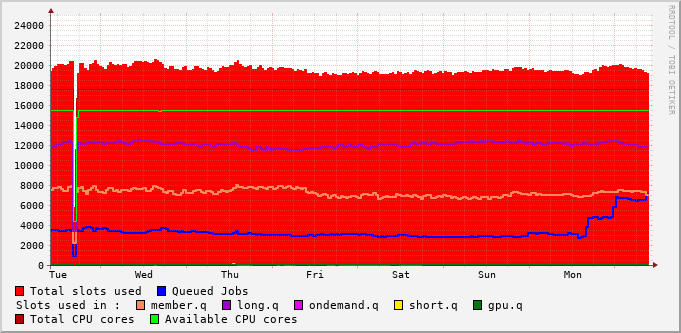 RRDTOOL / TOBI OETIKER
24000
22000
20000
18000
16000
14000
12000
10000
8000
6000
4000
2000
0
Tue Wed Thu Fri Sat Sun Mon
Total slots used Queued Jobs
Slots used in : member.q long.q ondemand.q short.q gpu.q
Total CPU cores Available CPU cores